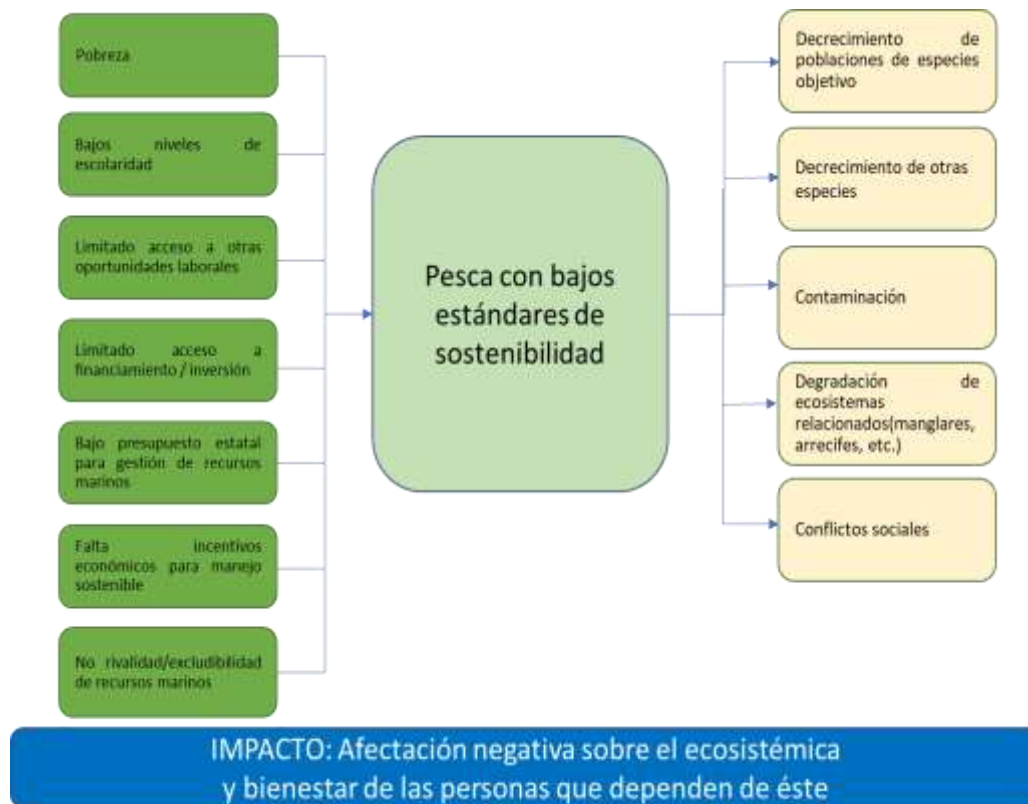 Pobreza
Bajos niveles de
escolaridad
Limitado acceso a otras
oportunidades laborales
Limitado acceso a
financiamiento / inversión
Bajo presupuesto estatal
para gestión de recursos
marinos
Falta incentivos
económicos para manejo
sostenible
No rivalidad/excludibilidad
de recursos marinos
Pesca con bajos
estándares de
sostenibilidad
Decrecimiento de
poblaciones de especies
objetivo
Decrecimiento de otras
especies
Contaminación
Degradación de
ecosistemas
relacionados(manglares,
arrecifes, etc.)
Conflictos sociales
IMPACTO: Afectación negativa sobre el ecosistémica
y bienestar de las personas que dependen de éste